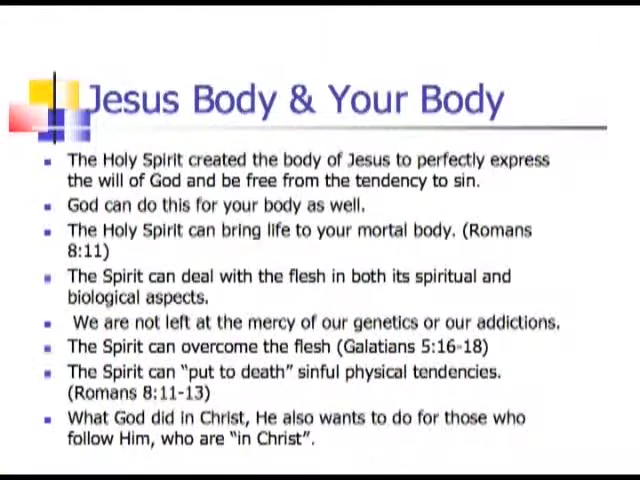 Jesus Body & Your Body
The Holy Spirit created the body of Jesus to perfectly express
the will of God and be free from the tendency to sin.
God can do this for your body as well.
The Holy Spirit can bring life to your mortal body. (Romans
8:11)
The Spirit can deal with the flesh in both its spiritual and
biological aspects.
We are not left at the mercy of our genetics or our addictions.
The Spirit can overcome the flesh (Galatians 5:16-18)
The Spirit can “put to death” sinful physical tendencies.
(Romans 8:11-13)
What God did in Christ, He also wants to do for those who
follow Him, who are “in Christ”.